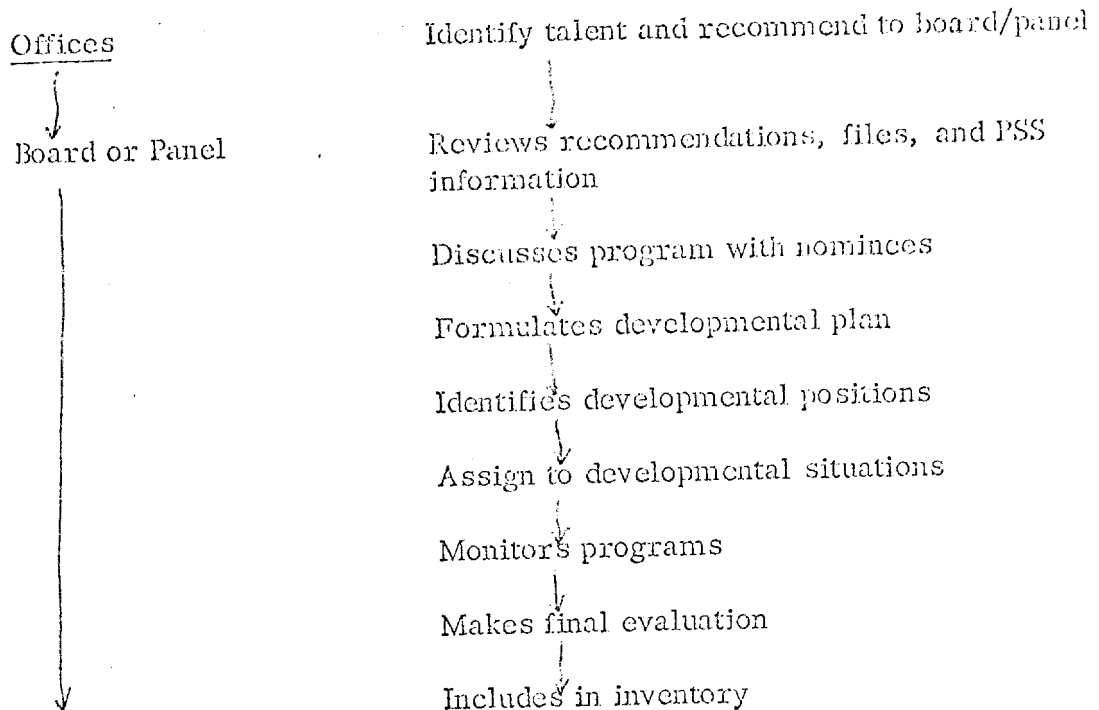 Offices
Identify talent and recommend to board/panel
Board or Panel
Reviews recommendations, files, and PSS
information
Discusses program with nominees
Formulates developmental plan
Identifies developmental positions
Assign to developmental situations
Monitors programs
Makes final evaluation
Includes in inventory